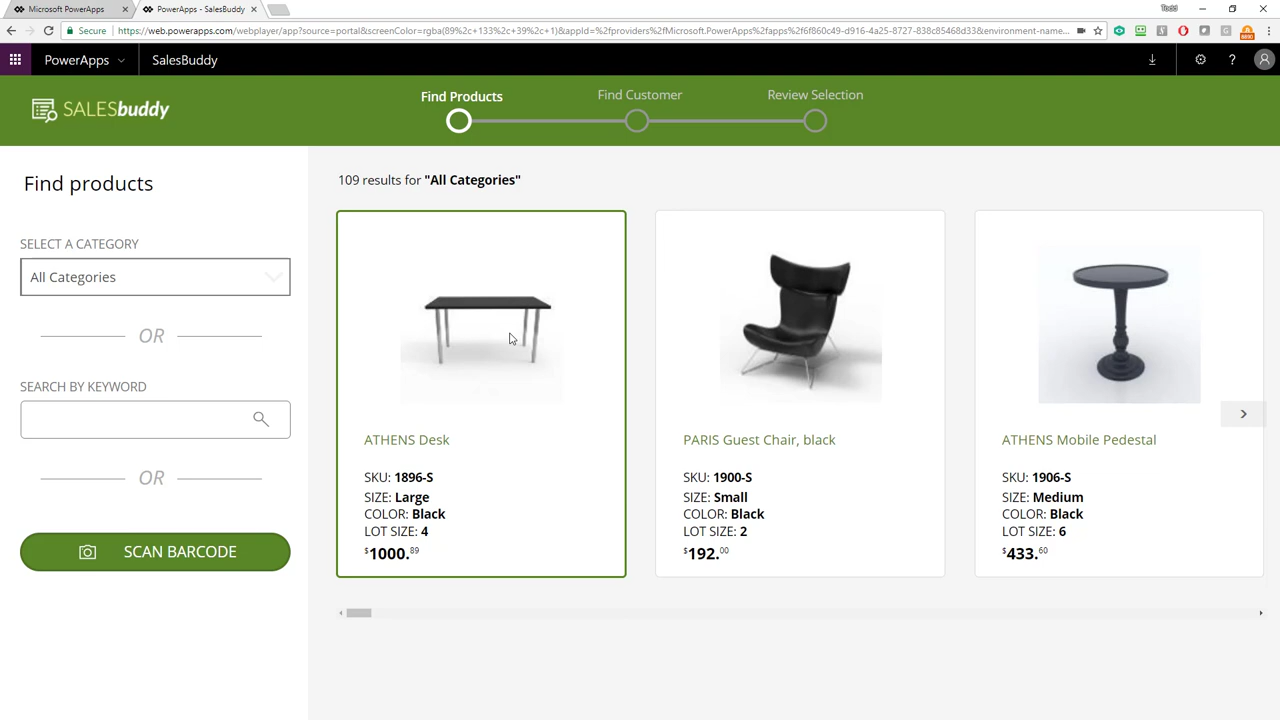 Microsoft PowerApps
PowerApps - SalesBuddy
Todd
Secure
https://web.powerapps.com/webplayer/app?source=portal&screenColor=rgb(89%2c+133%2c+39%2c+1)&appId=%2fproviders%2fMicrosoft.PowerApps%2fapps%2f6f860c49-d916-4a25-8727-838c85468d33&environment-name...
PowerApps
SalesBuddy
?
SALESbuddy
Find Products
Find Customer
Review Selection
Find products
SELECT A CATEGORY
All Categories
OR
SEARCH BY KEYWORD
OR
SCAN BARCODE
109 results for "All Categories"
ATHENS Desk
SKU: 1896-S
SIZE: Large
COLOR: Black
LOT SIZE: 4
$1000.89
PARIS Guest Chair, black
SKU: 1900-S
SIZE: Small
COLOR: Black
LOT SIZE: 2
$192.00
ATHENS Mobile Pedestal
SKU: 1906-S
SIZE: Medium
COLOR: Black
LOT SIZE: 6
$433.60